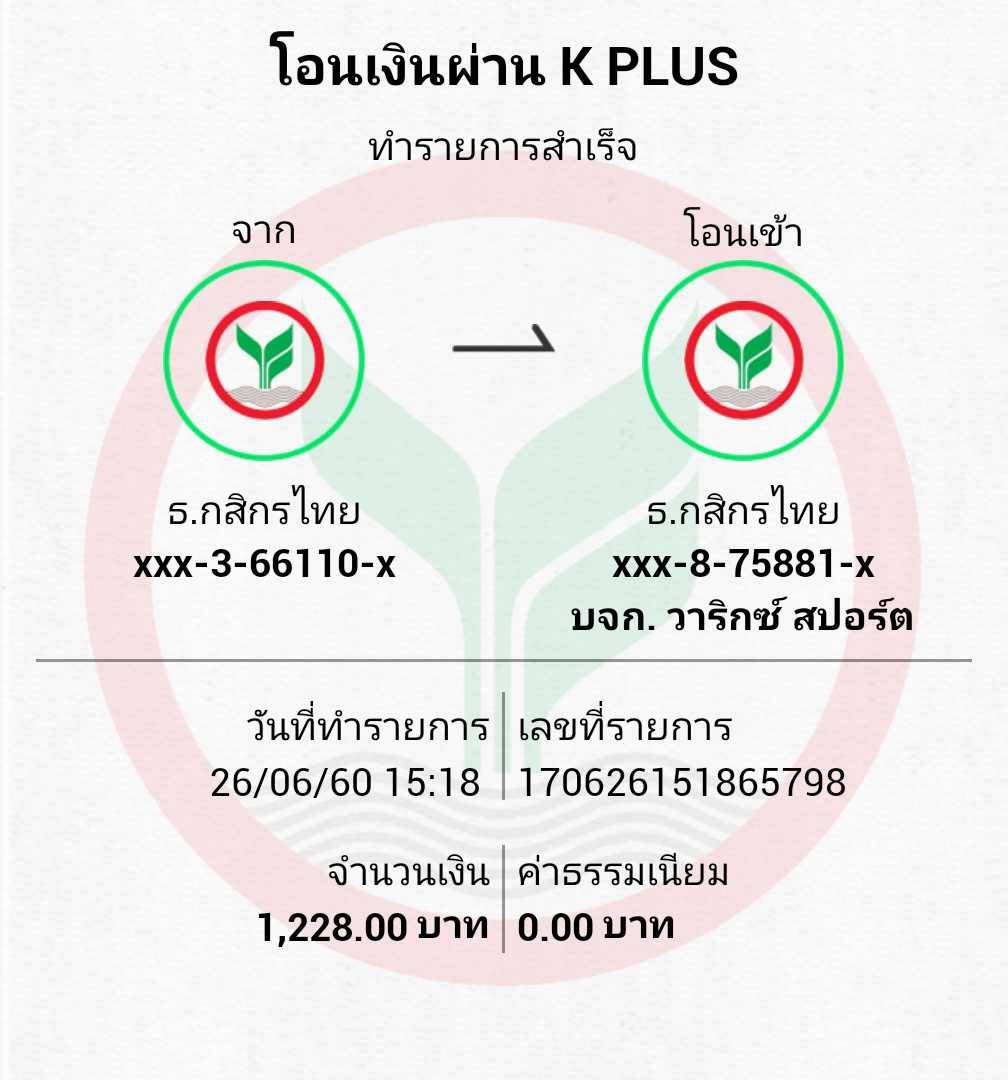 โอนเงินผ่าน K PLUS
ทำรายการสำเร็จ
จาก
โอนเข้า
ธ.กสิกรไทย
xxx-3-66110-x
ธ.กสิกรไทย
xxx-8-75881-x
บจก. วาริกซ์ สปอร์ต
วันที่ทำรายการ
26/06/60 15:18
เลขที่รายการ
170626151865798
จำนวนเงิน
1,228.00 บาท
ค่าธรรมเนียม
0.00 บาท